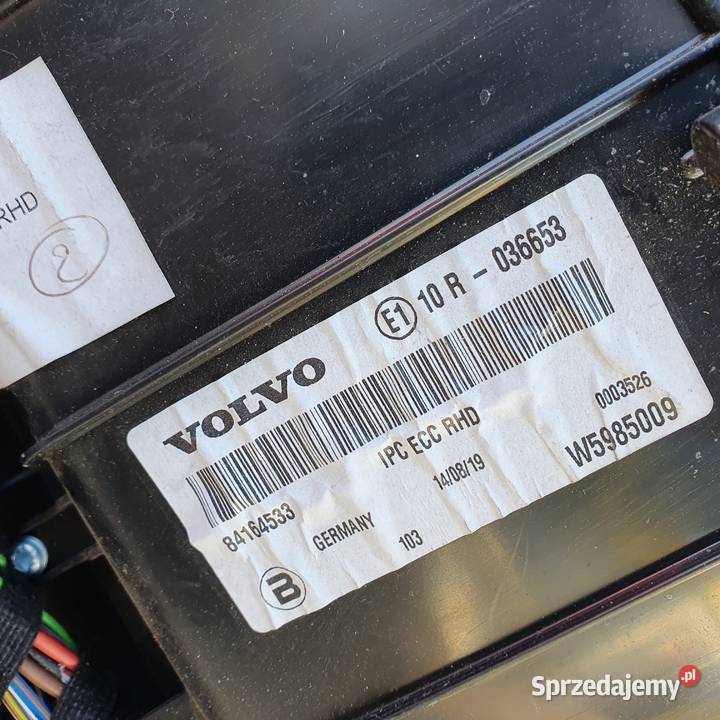 RHD
2
E1 10 R - 036653
VOLVO
IPC ECC RHD
0003526
84164533
14/08/19
W5985009
GERMANY
103
B
Sprzedajemy.pl